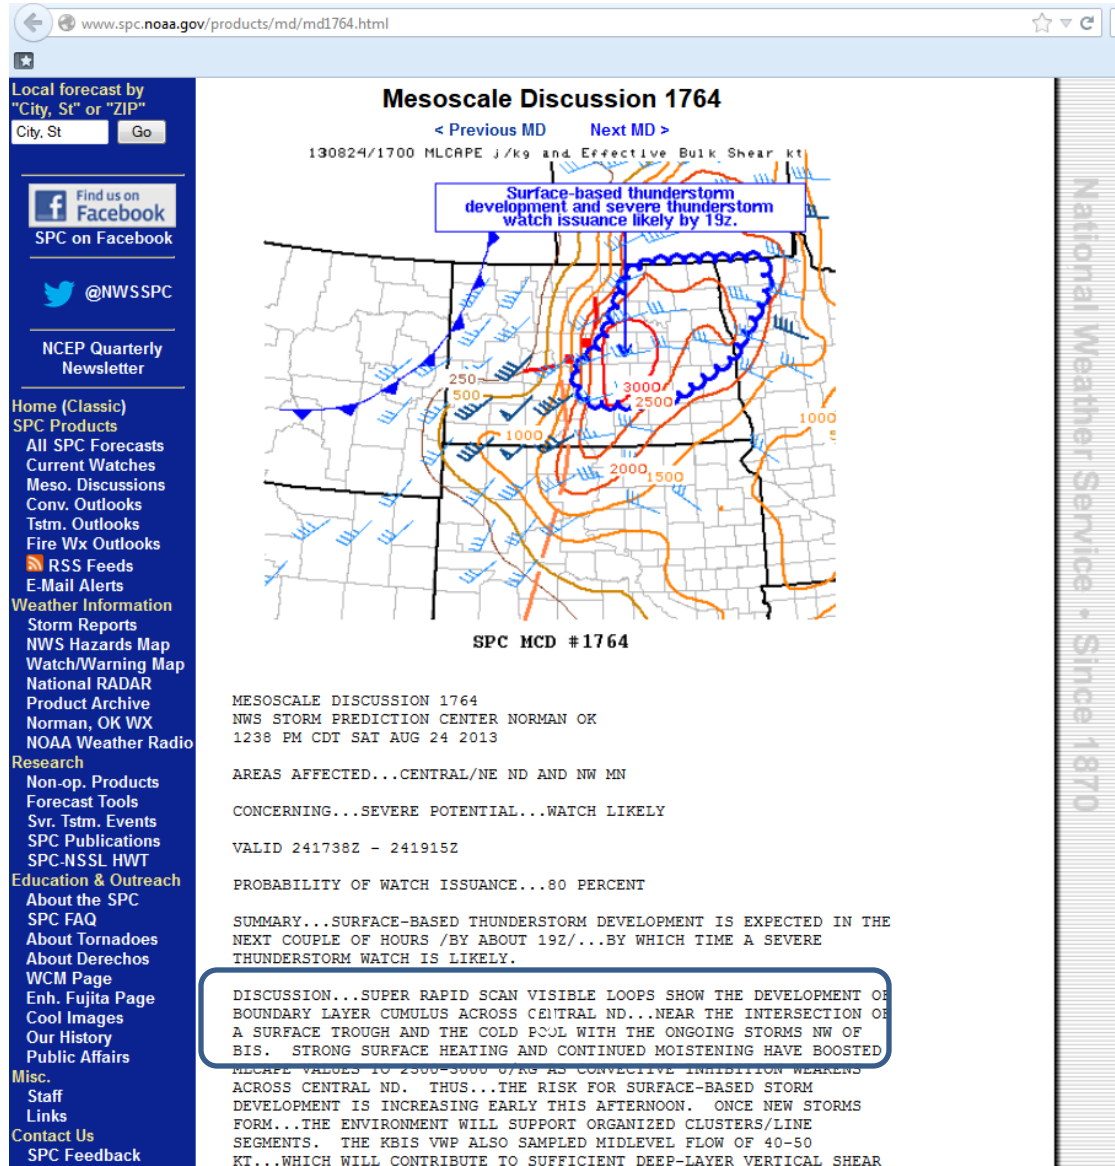 www.spc.noaa.gov/products/md/md1764.html
Local forecast by
"City, St" or "ZIP"
City, St
Go
Find us on
Facebook
SPC on Facebook
@NWSSPC
NCEP Quarterly
Newsletter
Home (Classic)
SPC Products
All SPC Forecasts
Current Watches
Meso. Discussions
Conv. Outlooks
Tstm. Outlooks
Fire Wx Outlooks
RSS Feeds
E-Mail Alerts
Weather Information
Storm Reports
NWS Hazards Map
Watch/Warning Map
National RADAR
Product Archive
Norman, OK WX
NOAA Weather Radio
Research
Non-op. Products
Forecast Tools
Svr. Tstm. Events
SPC Publications
SPC-NSSL HWT
Education & Outreach
About the SPC
SPC FAQ
About Tornadoes
About Derechos
WCM Page
Enh. Fujita Page
Cool Images
Our History
Public Affairs
Misc.
Staff
Links
Contact Us
SPC Feedback
Mesoscale Discussion 1764
< Previous MD Next MD >
130824/1700 MLCAPE j/kg and Effective Bulk Shear kt
Surface-based thunderstorm
development and severe thunderstorm
watch issuance likely by 19z.
250
500
3000
2500
1000
1000
2000
1500
SPC MCD #1764
MESOSCALE DISCUSSION 1764
NWS STORM PREDICTION CENTER NORMAN OK
1238 PM CDT SAT AUG 24 2013
AREAS AFFECTED...CENTRAL/NE ND AND NW MN
CONCERNING...SEVERE POTENTIAL...WATCH LIKELY
VALID 241738Z - 241915Z
PROBABILITY OF WATCH ISSUANCE...80 PERCENT
SUMMARY...SURFACE-BASED THUNDERSTORM DEVELOPMENT IS EXPECTED IN THE
NEXT COUPLE OF HOURS /BY ABOUT 19Z/...BY WHICH TIME A SEVERE
THUNDERSTORM WATCH IS LIKELY.
DISCUSSION...SUPER RAPID SCAN VISIBLE LOOPS SHOW THE DEVELOPMENT OF
BOUNDARY LAYER CUMULUS ACROSS CENTRAL ND...NEAR THE INTERSECTION OF
A SURFACE TROUGH AND THE COLD POOL WITH THE ONGOING STORMS NW OF
BIS. STRONG SURFACE HEATING AND CONTINUED MOISTENING HAVE BOOSTED
MLCAPE VALUES TO 2500-3000 J/KG AS CONVECTIVE INHIBITION WEAKENS
ACROSS CENTRAL ND. THUS...THE RISK FOR SURFACE-BASED STORM
DEVELOPMENT IS INCREASING EARLY THIS AFTERNOON. ONCE NEW STORMS
FORM...THE ENVIRONMENT WILL SUPPORT ORGANIZED CLUSTERS/LINE
SEGMENTS. THE KBIS VWP ALSO SAMPLED MIDLEVEL FLOW OF 40-50
KT...WHICH WILL CONTRIBUTE TO SUFFICIENT DEEP-LAYER VERTICAL SHEAR
National Weather Service • Since 1870